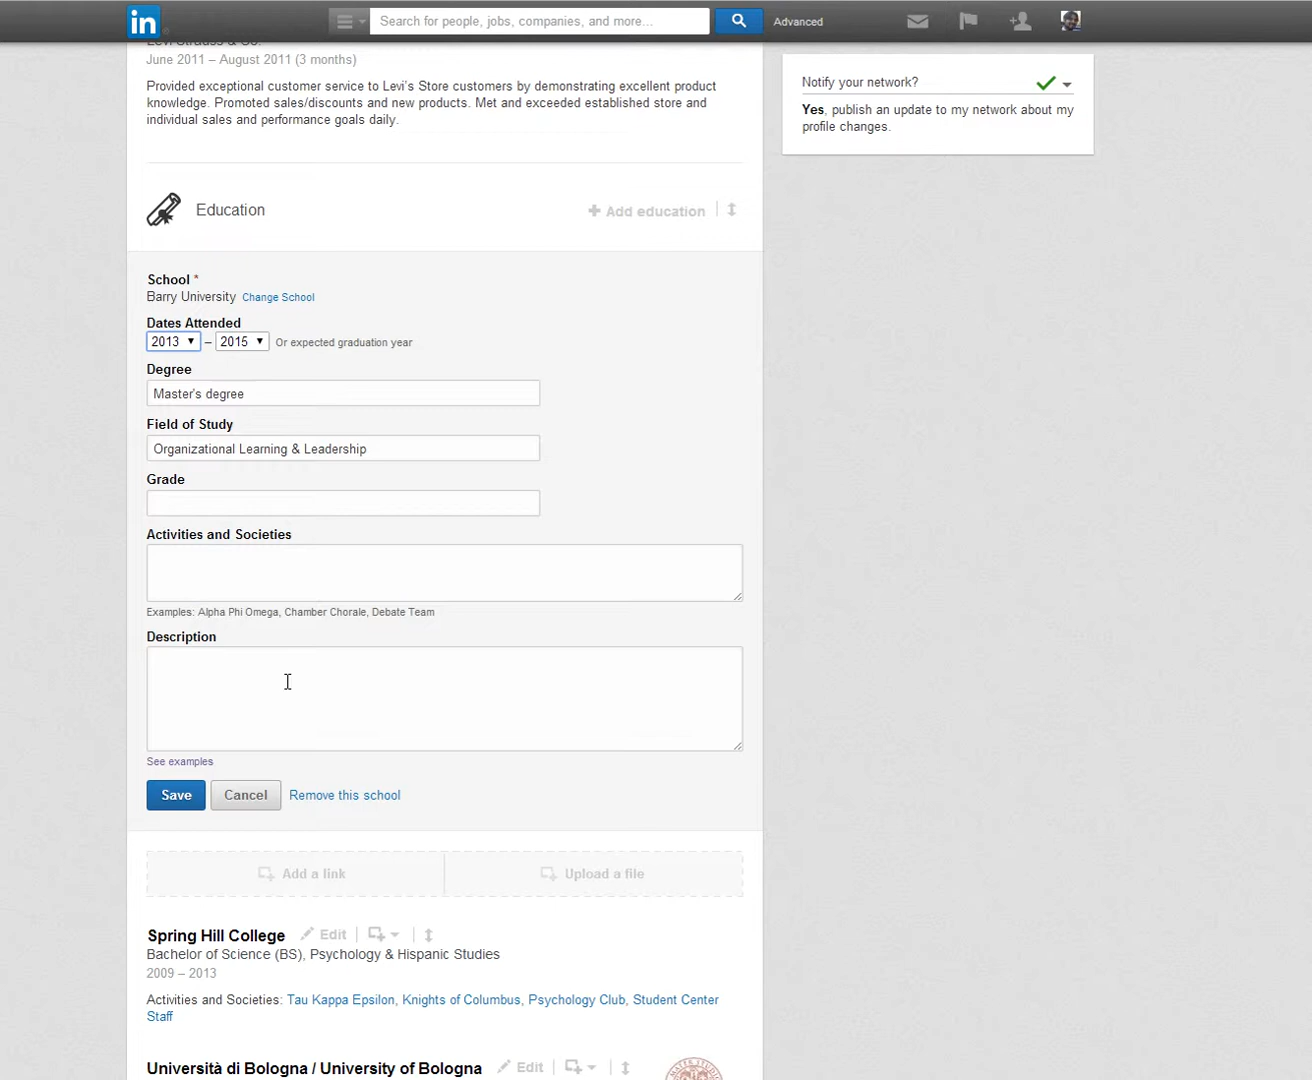 in Search for people, jobs, companies, and more... Advanced
Levi Strauss & Co.
June 2011 – August 2011 (3 months)
Provided exceptional customer service to Levi's Store customers by demonstrating excellent product
knowledge. Promoted sales/discounts and new products. Met and exceeded established store and
individual sales and performance goals daily.
Notify your network?
Yes, publish an update to my network about my
profile changes.
Education
Add education
School *
Barry University Change School
Dates Attended
2013 – 2015 Or expected graduation year
Degree
Master's degree
Field of Study
Organizational Learning & Leadership
Grade
Activities and Societies
Examples: Alpha Phi Omega, Chamber Chorale, Debate Team
Description
See examples
Save Cancel Remove this school
Add a link Upload a file
Spring Hill College Edit
Bachelor of Science (BS), Psychology & Hispanic Studies
2009 – 2013
Activities and Societies: Tau Kappa Epsilon, Knights of Columbus, Psychology Club, Student Center
Staff
Università di Bologna / University of Bologna Edit